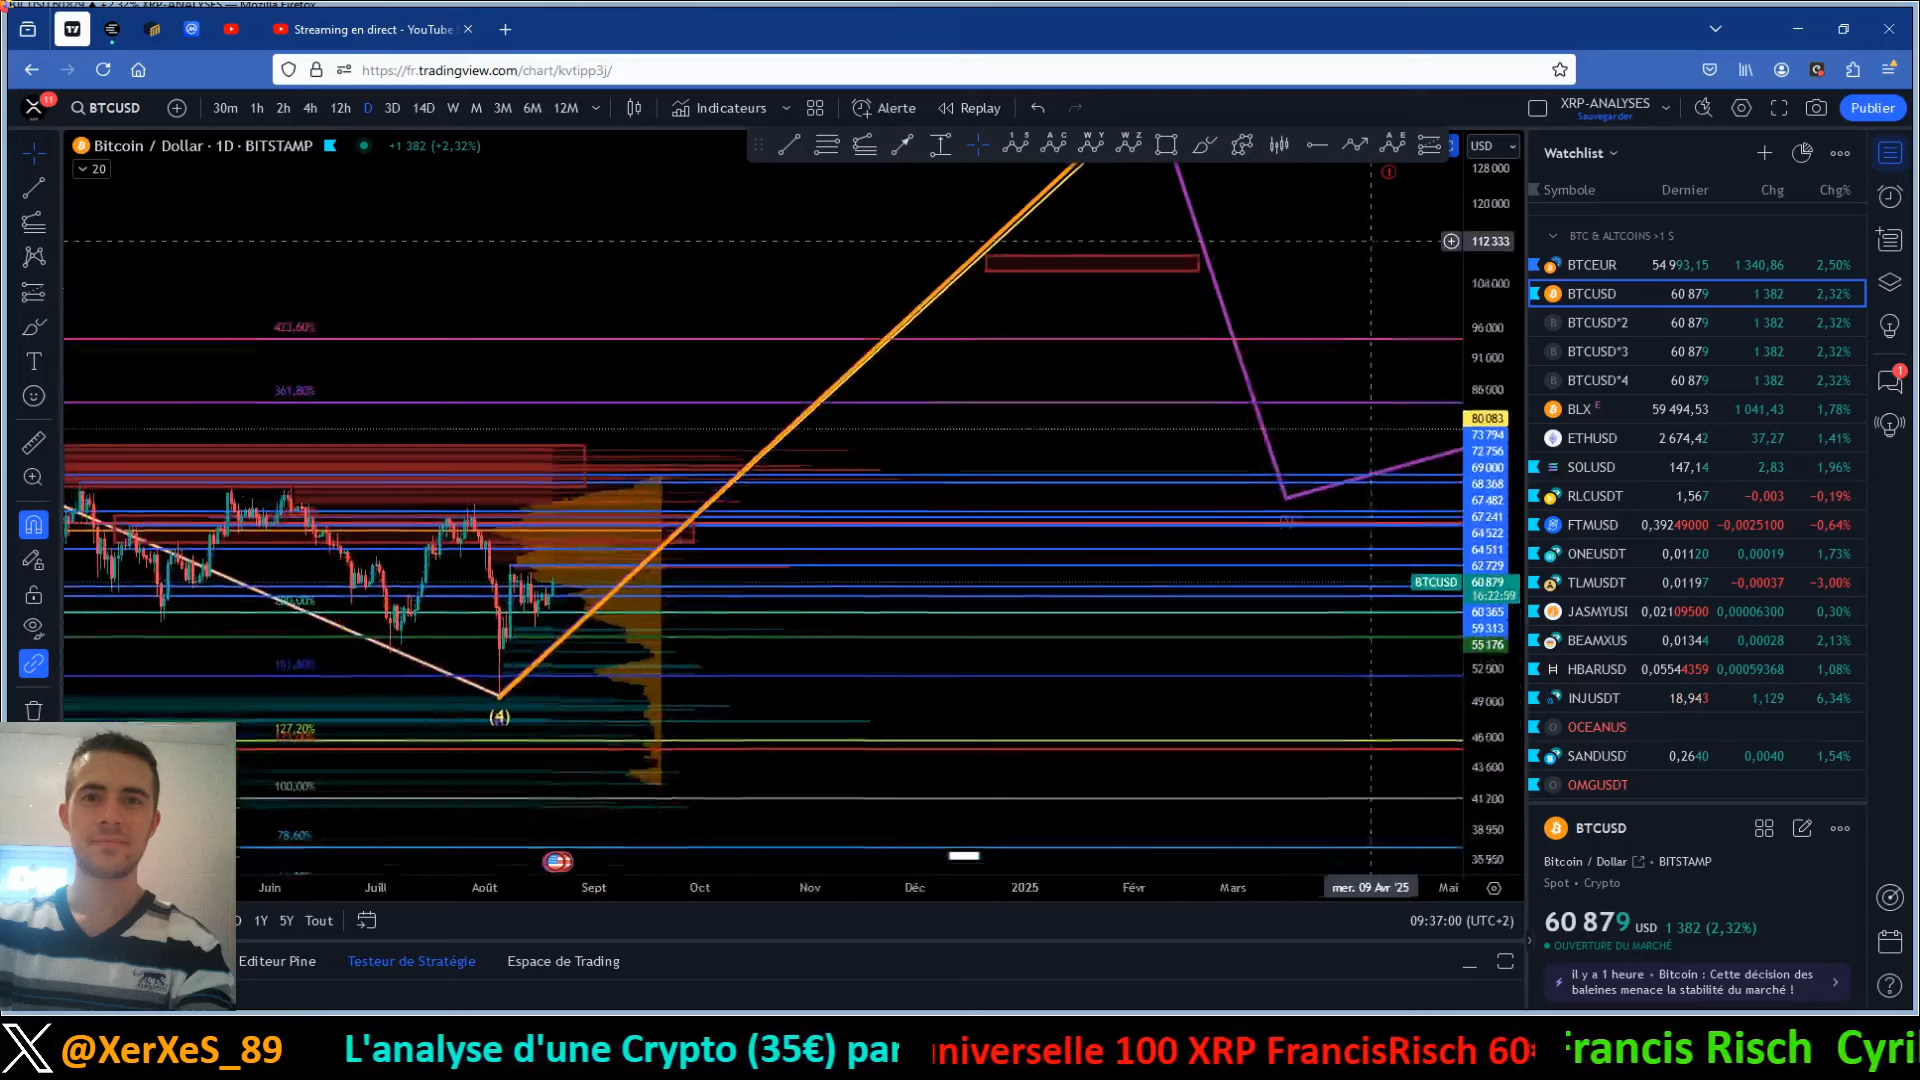 BTCUSD 60 879 ▲ +2.32% XRP-ANALYSES — Mozilla Firefox
Streaming en direct - YouTube
https://fr.tradingview.com/chart/kvtipp3j/
11
BTCUSD 30m 1h 2h 4h 12h D 3D 14D W M 3M 6M 12M Indicateurs Alerte Replay XRP-ANALYSES Sauvegarder Publier
Bitcoin / Dollar · 1D · BITSTAMP +1 382 (+2,32%)
20
USD
128 000
120 000
112 333
104 000
96 000
91 000
86 000
80 083
73 794
72 756
69 000
68 368
67 482
67 241
64 522
64 511
62 729
BTCUSD 60 879
16:22:59
60 365
59 313
55 176
52 500
49 000
46 000
43 600
41 200
38 950
423,60%
361,80%
161,80%
(4)
127,20%
100,00%
78,60%
Juin Juill Août Sept Oct Nov Déc 2025 Févr Mars mer. 09 Avr '25 Mai
1Y 5Y Tout
09:37:00 (UTC+2)
Editeur Pine Testeur de Stratégie Espace de Trading
Watchlist
Symbole Dernier Chg Chg%
BTC & ALTCOINS >1 $
BTCEUR 54 993,15 1 340,86 2,50%
BTCUSD 60 879 1 382 2,32%
BTCUSD*2 60 879 1 382 2,32%
BTCUSD*3 60 879 1 382 2,32%
BTCUSD*4 60 879 1 382 2,32%
BLX E 59 494,53 1 041,43 1,78%
ETHUSD 2 674,42 37,27 1,41%
SOLUSD 147,14 2,83 1,96%
RLCUSDT 1,567 −0,003 −0,19%
FTMUSD 0,39249000 −0,0025100 −0,64%
ONEUSDT 0,01120 0,00019 1,73%
TLMUSDT 0,01197 −0,00037 −3,00%
JASMYUSI 0,02109500 0,00006300 0,30%
BEAMXUS 0,01344 0,00028 2,13%
HBARUSD 0,05544359 0,00059368 1,08%
INJUSDT 18,943 1,129 6,34%
OCEANUS
SANDUSD 0,2640 0,0040 1,54%
OMGUSDT
BTCUSD
Bitcoin / Dollar • BITSTAMP
Spot • Crypto
60 879 USD 1 382 (2,32%)
OUVERTURE DU MARCHÉ
il y a 1 heure • Bitcoin : Cette décision des
baleines menace la stabilité du marché !
@XerXeS_89 L'analyse d'une Crypto (35€) par niverselle 100 XRP FrancisRisch 60 Francis Risch Cyri